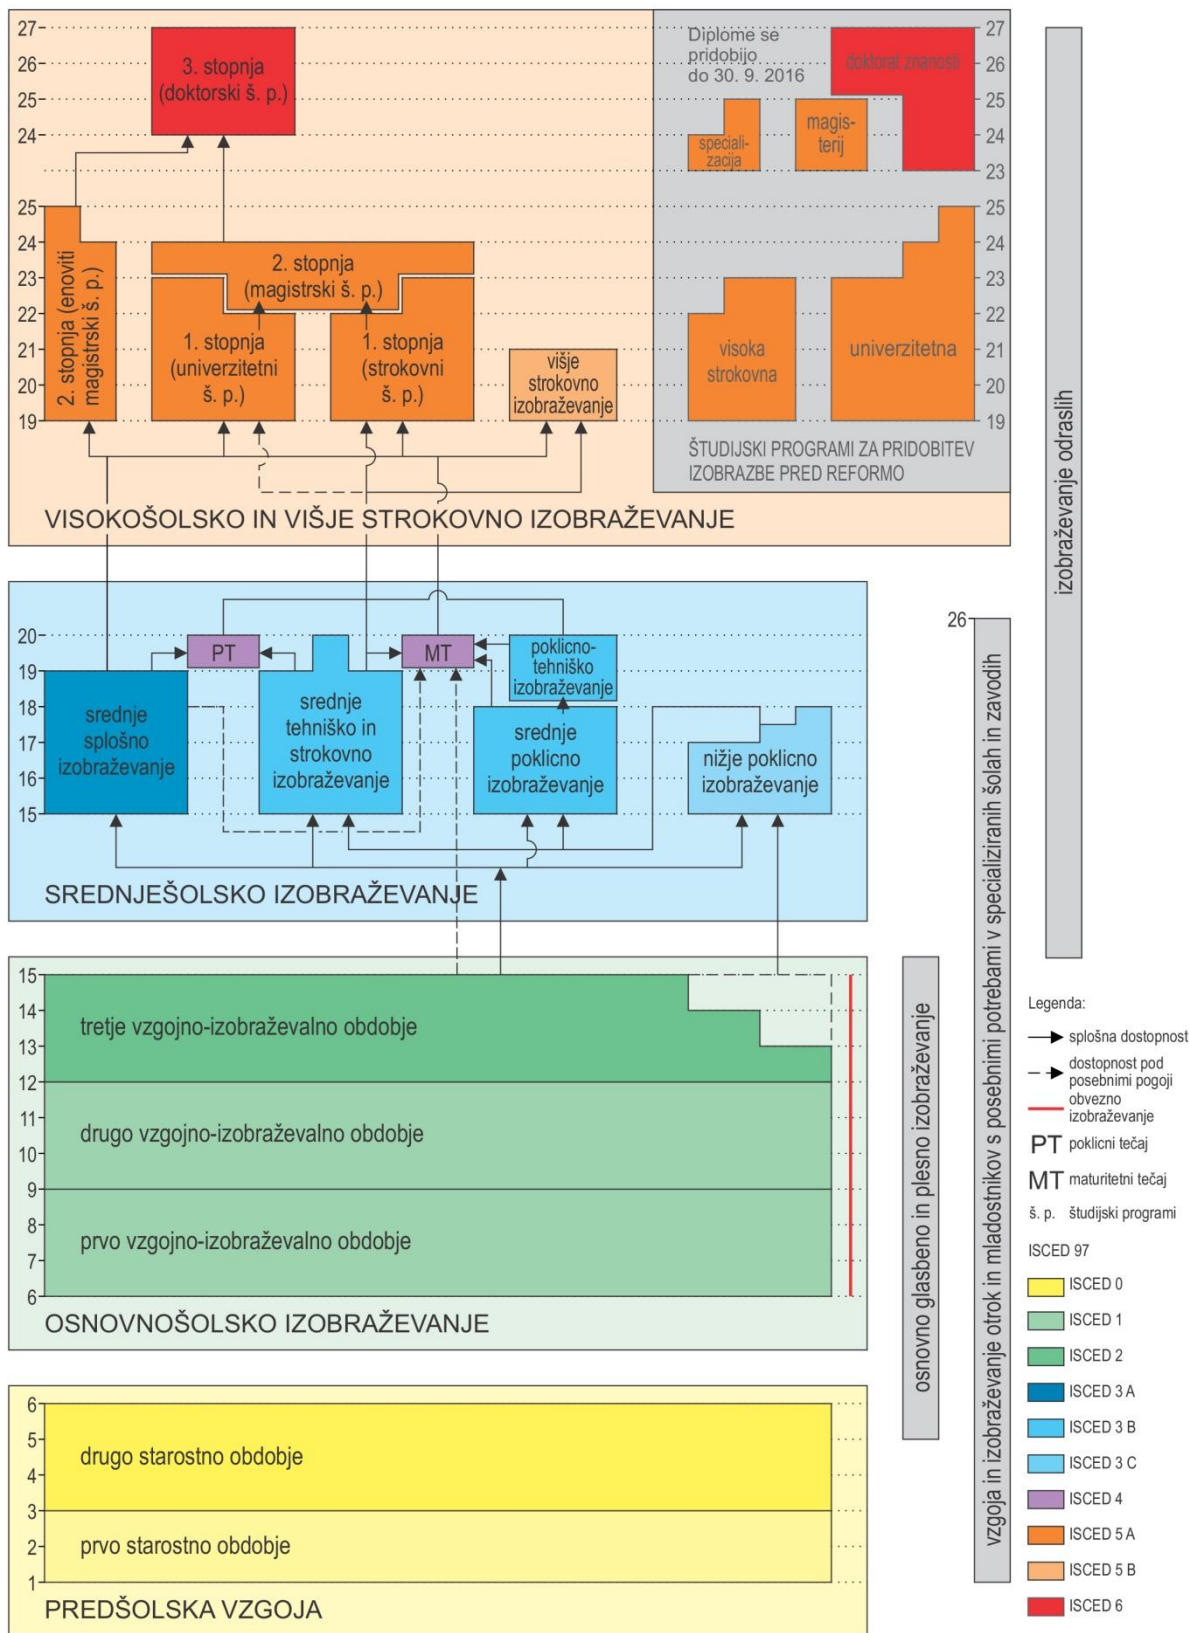 27
26
25
24
25
24
23
22
21
20
19
3. stopnja
(doktorski š. p.)
2. stopnja (enoviti
magistrski š. p.)
2. stopnja
(magistrski š. p.)
1. stopnja
(univerzitetni
š. p.)
1. stopnja
(strokovni
š. p.)
višje
strokovno
izobraževanje
Diplome se
pridobijo
do 30. 9. 2016
doktorat znanosti
speciali-
zacija
magis-
terij
visoka
strokovna
univerzitetna
27
26
25
24
23
25
24
23
22
21
20
19
ŠTUDIJSKI PROGRAMI ZA PRIDOBITEV
IZOBRAZBE PRED REFORMO
VISOKOŠOLSKO IN VIŠJE STROKOVNO IZOBRAŽEVANJE
20
19
18
17
16
15
PT
MT
srednje
splošno
izobraževanje
srednje
tehniško in
strokovno
izobraževanje
poklicno-
tehniško
izobraževanje
srednje
poklicno
izobraževanje
nižje poklicno
izobraževanje
SREDNJEŠOLSKO IZOBRAŽEVANJE
15
14
13
12
11
10
9
8
7
6
tretje vzgojno-izobraževalno obdobje
drugo vzgojno-izobraževalno obdobje
prvo vzgojno-izobraževalno obdobje
OSNOVNOŠOLSKO IZOBRAŽEVANJE
6
5
4
3
2
1
drugo starostno obdobje
prvo starostno obdobje
PREDŠOLSKA VZGOJA
osnovno glasbeno in plesno izobraževanje
26
vzgoja in izobraževanje otrok in mladostnikov s posebnimi potrebami v specializiranih šolah in zavodih
izobraževanje odraslih
Legenda:
splošna dostopnost
dostopnost pod
posebnimi pogoji
obvezno
izobraževanje
PT poklicni tečaj
MT maturitetni tečaj
š. p. študijski programi
ISCED 97
ISCED 0
ISCED 1
ISCED 2
ISCED 3 A
ISCED 3 B
ISCED 3 C
ISCED 4
ISCED 5 A
ISCED 5 B
ISCED 6